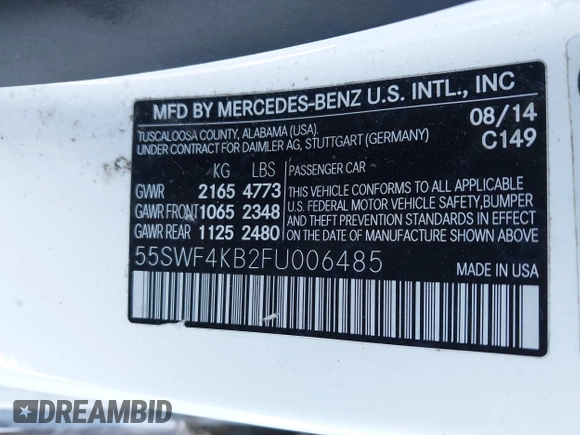 MFD BY MERCEDES-BENZ U.S. INTL., INC
TUSCALOOSA COUNTY, ALABAMA (USA).
UNDER CONTRACT FOR DAIMLER AG, STUTTGART (GERMANY)
08/14
C149
KG LBS
GVWR 2165 4773
GAWR FRONT 1065 2348
GAWR REAR 1125 2480
PASSENGER CAR
THIS VEHICLE CONFORMS TO ALL APPLICABLE
U.S. FEDERAL MOTOR VEHICLE SAFETY,BUMPER
AND THEFT PREVENTION STANDARDS IN EFFECT
ON THE DATE OF MANUFACTURE SHOWN ABOVE.
55SWF4KB2FU006485
MADE IN USA
DREAMBID